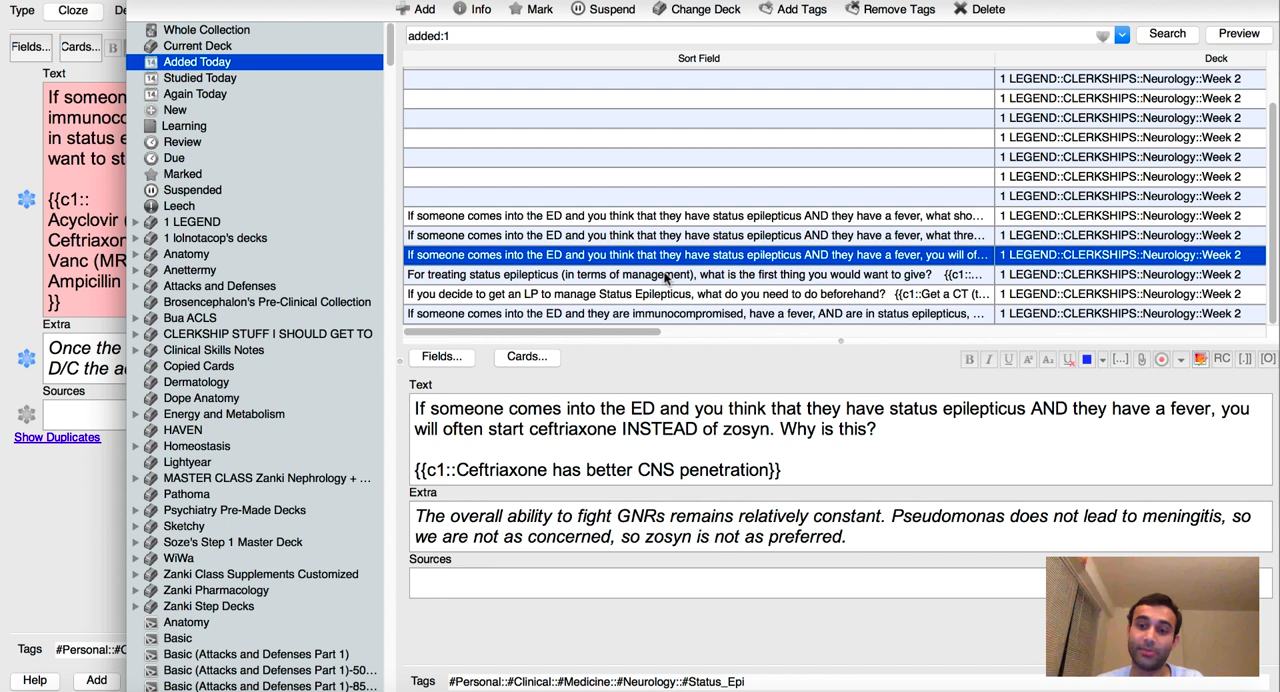 Type Cloze De
Fields... Cards... B
Text
If someon
immunoco
in status e
want to st
{{c1::
Acyclovir (
Ceftriaxon
Vanc (MR
Ampicillin
}}
Extra
Once the
D/C the a
Sources
Show Duplicates
Tags #Personal::#C
Help Add
Whole Collection
Current Deck
Added Today
Studied Today
Again Today
New
Learning
Review
Due
Marked
Suspended
Leech
1 LEGEND
1 lolnotacop's decks
Anatomy
Anettermy
Attacks and Defenses
Brosencephalon's Pre-Clinical Collection
Bua ACLS
CLERKSHIP STUFF I SHOULD GET TO
Clinical Skills Notes
Copied Cards
Dermatology
Dope Anatomy
Energy and Metabolism
HAVEN
Homeostasis
Lightyear
MASTER CLASS Zanki Nephrology + ...
Pathoma
Psychiatry Pre-Made Decks
Sketchy
Soze's Step 1 Master Deck
WiWa
Zanki Class Supplements Customized
Zanki Pharmacology
Zanki Step Decks
Anatomy
Basic
Basic (Attacks and Defenses Part 1)
Basic (Attacks and Defenses Part 1)-50...
Basic (Attacks and Defenses Part 1)-85...
Add Info Mark Suspend Change Deck Add Tags Remove Tags Delete
added:1 Search Preview
Sort Field Deck
1 LEGEND::CLERKSHIPS::Neurology::Week 2
1 LEGEND::CLERKSHIPS::Neurology::Week 2
1 LEGEND::CLERKSHIPS::Neurology::Week 2
1 LEGEND::CLERKSHIPS::Neurology::Week 2
1 LEGEND::CLERKSHIPS::Neurology::Week 2
1 LEGEND::CLERKSHIPS::Neurology::Week 2
1 LEGEND::CLERKSHIPS::Neurology::Week 2
If someone comes into the ED and you think that they have status epilepticus AND they have a fever, what sho... 1 LEGEND::CLERKSHIPS::Neurology::Week 2
If someone comes into the ED and you think that they have status epilepticus AND they have a fever, what thre... 1 LEGEND::CLERKSHIPS::Neurology::Week 2
If someone comes into the ED and you think that they have status epilepticus AND they have a fever, you will of... 1 LEGEND::CLERKSHIPS::Neurology::Week 2
For treating status epilepticus (in terms of management), what is the first thing you would want to give? {{c1::... 1 LEGEND::CLERKSHIPS::Neurology::Week 2
If you decide to get an LP to manage Status Epilepticus, what do you need to do beforehand? {{c1::Get a CT (t... 1 LEGEND::CLERKSHIPS::Neurology::Week 2
If someone comes into the ED and they are immunocompromised, have a fever, AND are in status epilepticus, ... 1 LEGEND::CLERKSHIPS::Neurology::Week 2
Fields... Cards... B I U A² A₂ U [...] RC [.]] [O]
Text
If someone comes into the ED and you think that they have status epilepticus AND they have a fever, you
will often start ceftriaxone INSTEAD of zosyn. Why is this?
{{c1::Ceftriaxone has better CNS penetration}}
Extra
The overall ability to fight GNRs remains relatively constant. Pseudomonas does not lead to meningitis, so
we are not as concerned, so zosyn is not as preferred.
Sources
Tags #Personal::#Clinical::#Medicine::#Neurology::#Status_Epi